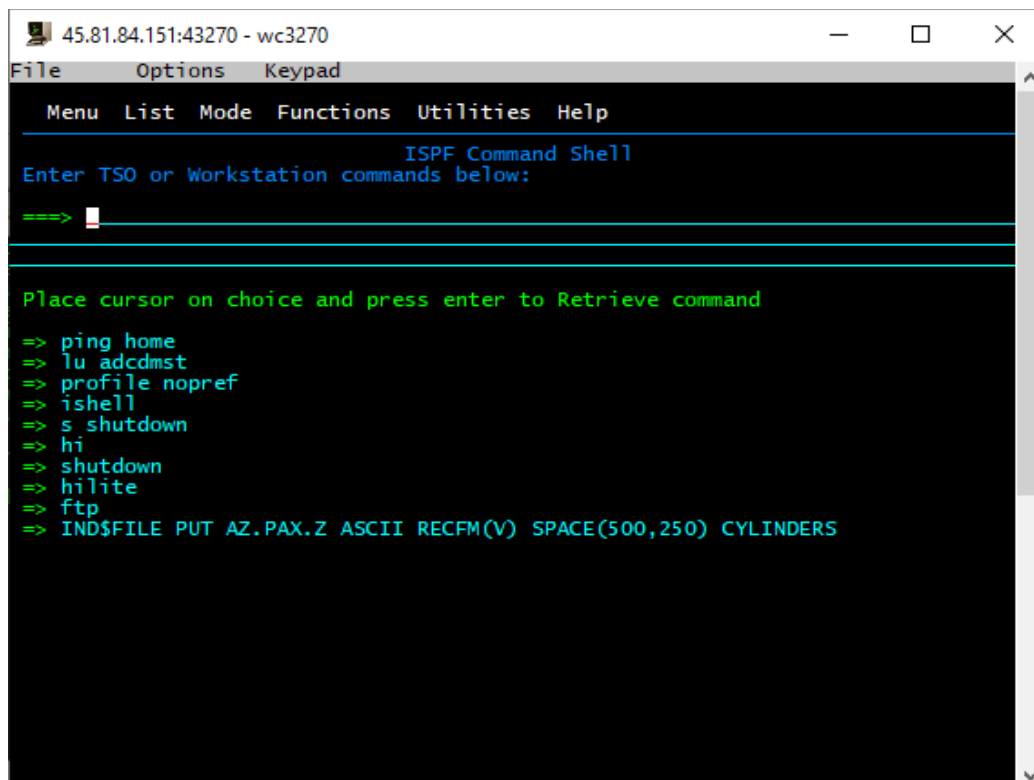 45.81.84.151:43270 - wc3270
File Options Keypad
Menu List Mode Functions Utilities Help
ISPF Command Shell
Enter TSO or Workstation commands below:
===>
Place cursor on choice and press enter to Retrieve command
=> ping home
=> lu adcdmst
=> profile nopref
=> ishell
=> s shutdown
=> hi
=> shutdown
=> hilite
=> ftp
=> IND$FILE PUT AZ.PAX.Z ASCII RECFM(V) SPACE(500,250) CYLINDERS